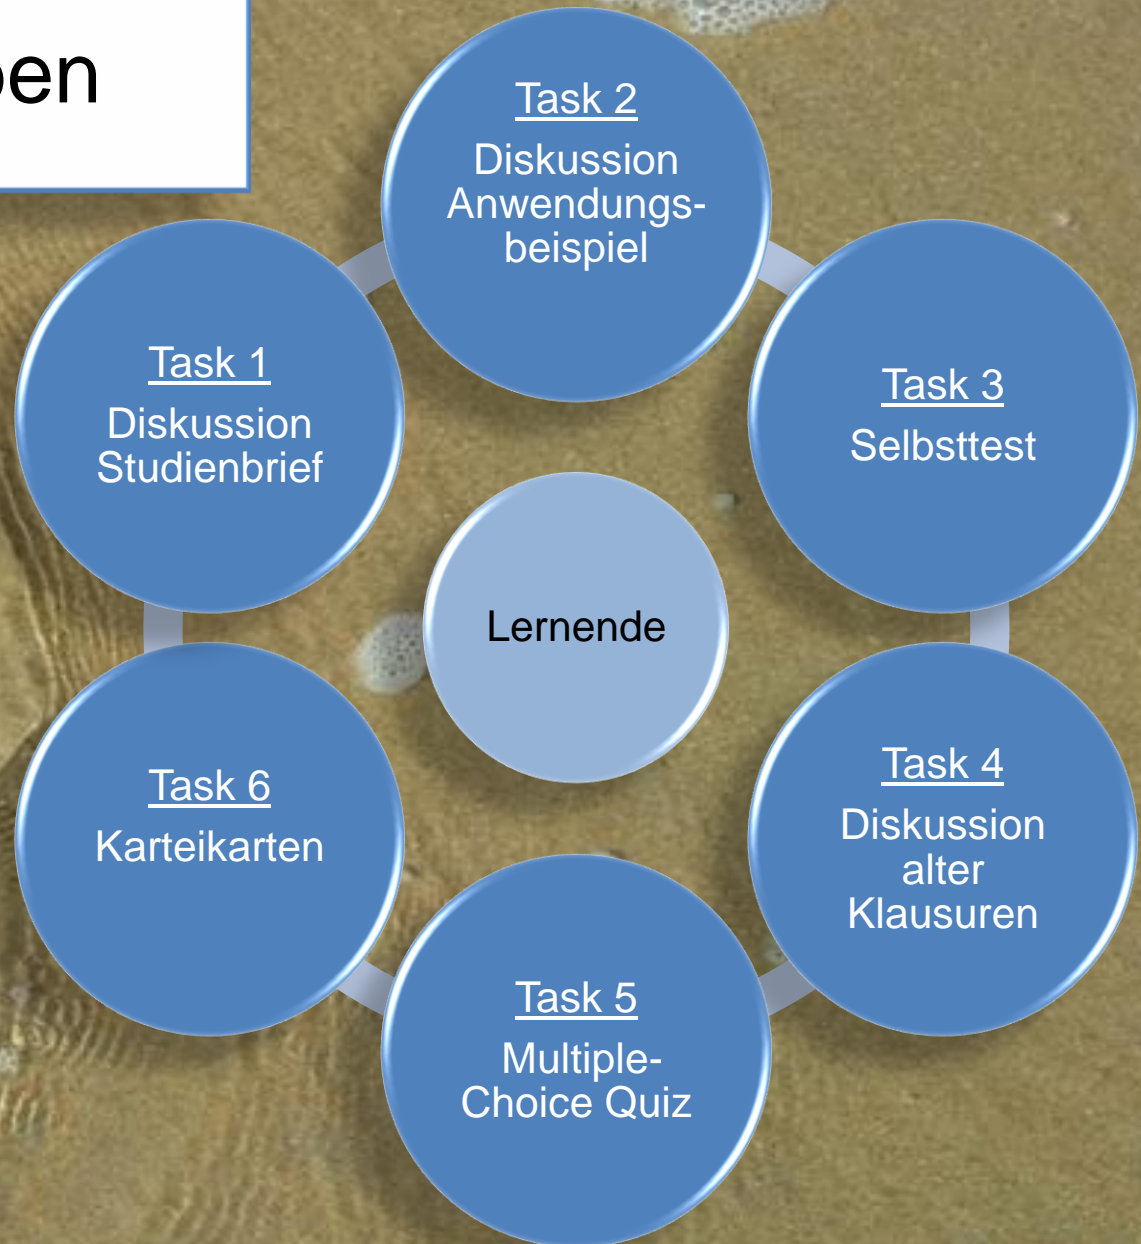 Task 2
Diskussion
Anwendungs-
beispiel
Task 1
Diskussion
Studienbrief
Task 3
Selbsttest
Lernende
Task 6
Karteikarten
Task 4
Diskussion
alter
Klausuren
Task 5
Multiple-
Choice Quiz